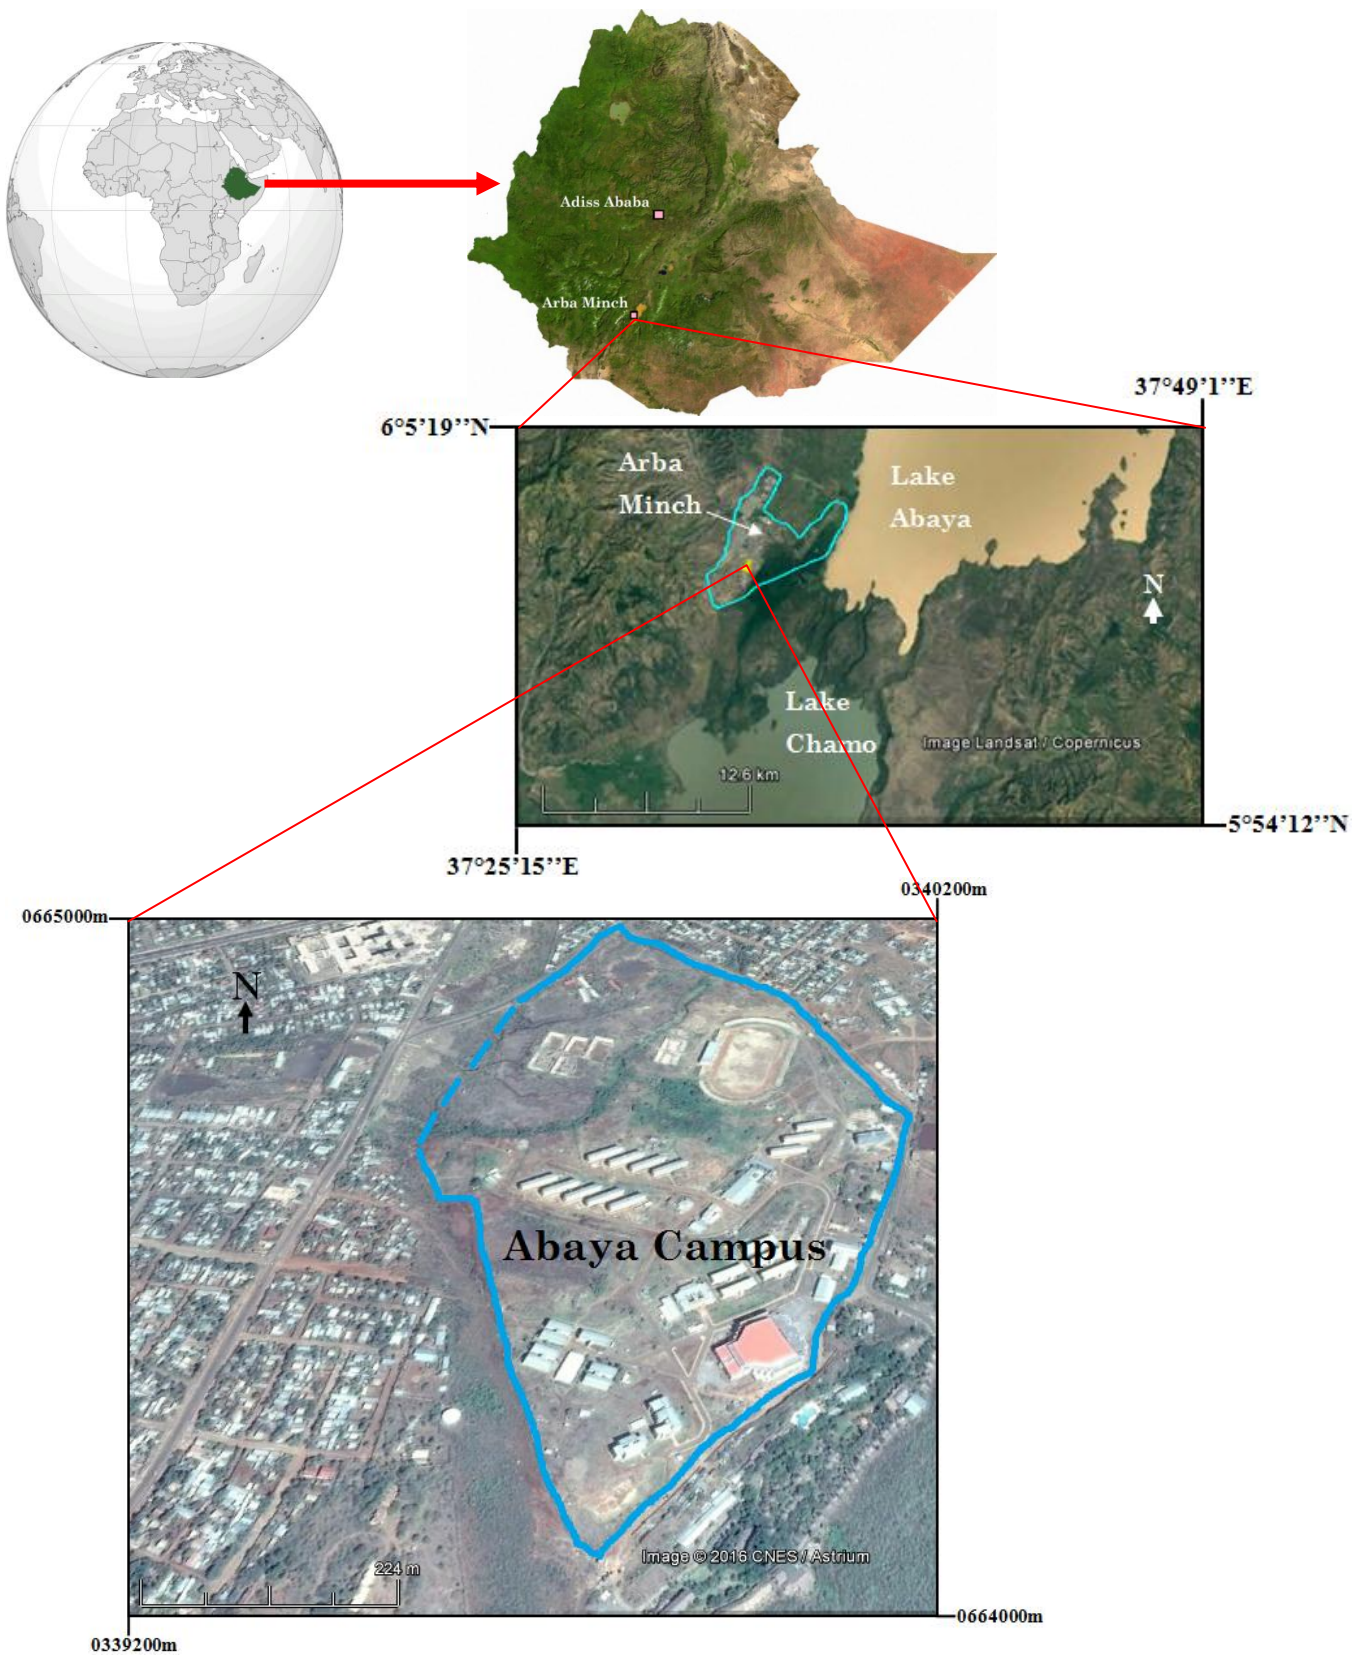 Adiss Ababa
Arba Minch
37°49’1’’E
6°5’19’’N
Arba
Minch
Lake
Abaya
N
Lake
Chamo
Image Landsat / Copernicus
12.6 km
5°54’12’’N
37°25’15’’E
0340200m
0665000m
N
Abaya Campus
Image © 2016 CNES / Astrium
224 m
0664000m
0339200m